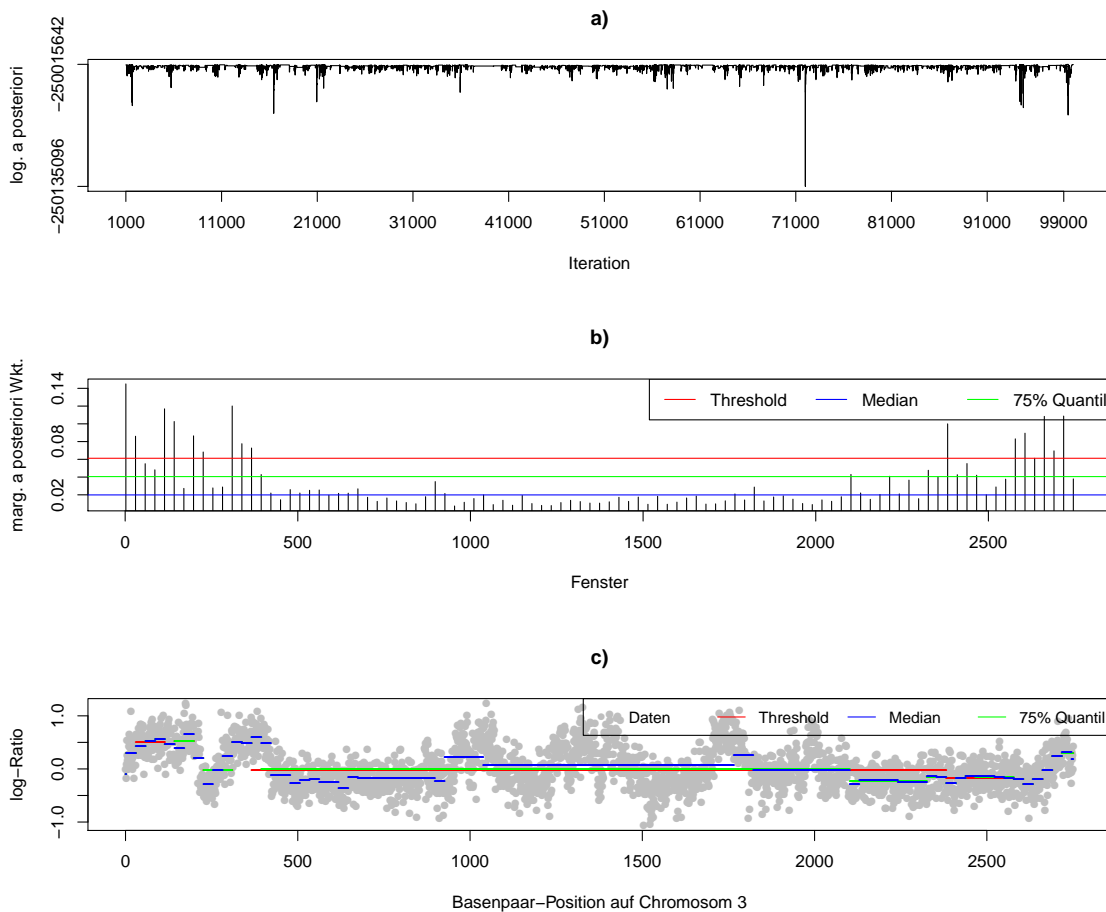 a)
log. a posteriori
-250015642
-250135096
1000 11000 21000 31000 41000 51000 61000 71000 81000 91000 99000
Iteration
b)
marg. a posteriori Wkt.
0.14
0.08
0.02
Threshold Median 75% Quantil
0 500 1000 1500 2000 2500
Fenster
c)
log-Ratio
1.0
0.0
-1.0
Daten Threshold Median 75% Quantil
0 500 1000 1500 2000 2500
Basenpaar-Position auf Chromosom 3